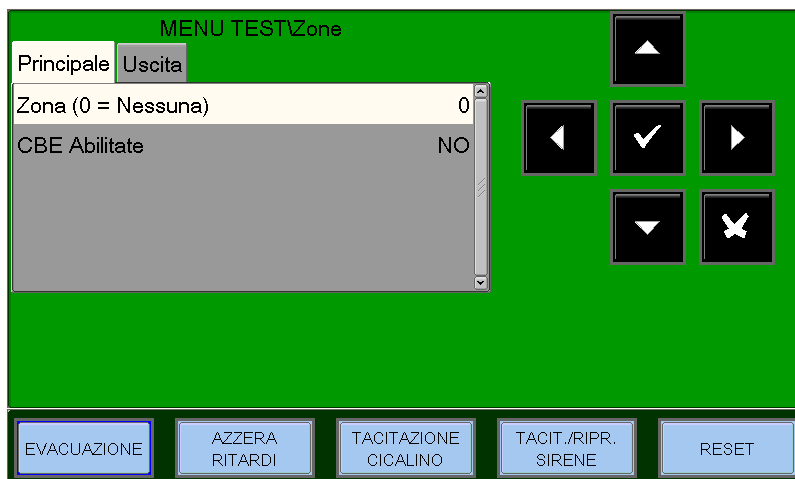 MENU TEST\Zone
Principale Uscita
Zona (0 = Nessuna) 0
CBE Abilitate NO
EVACUAZIONE
AZZERA
RITARDI
TACITAZIONE
CICALINO
TACIT./RIPR.
SIRENE
RESET